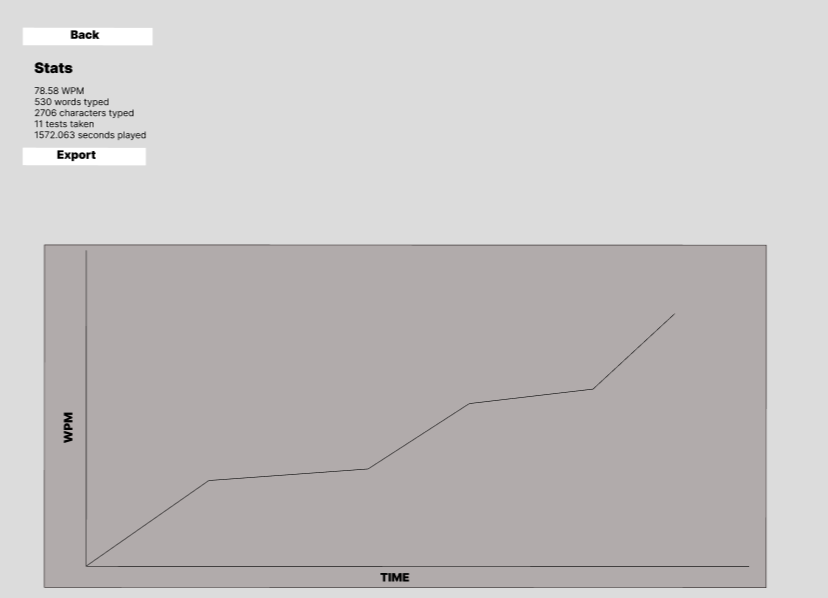 Back
Stats
78.58 WPM
530 words typed
2706 characters typed
11 tests taken
1572.063 seconds played
Export
WPM
TIME